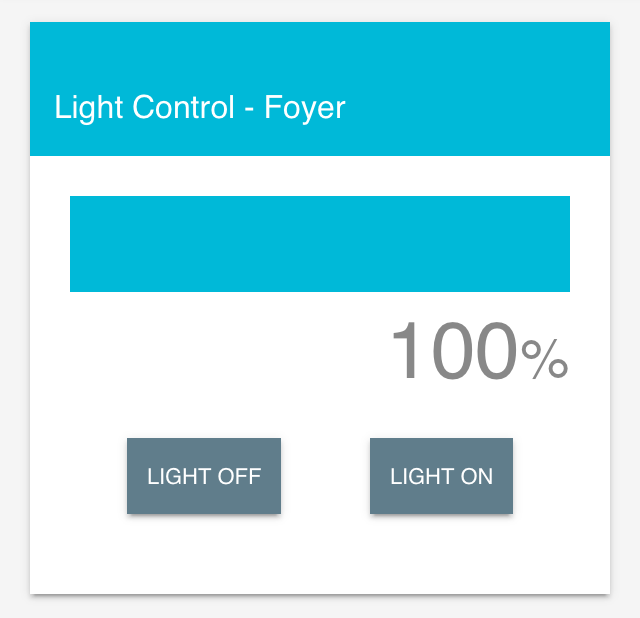 Light Control - Foyer
100%
LIGHT OFF
LIGHT ON